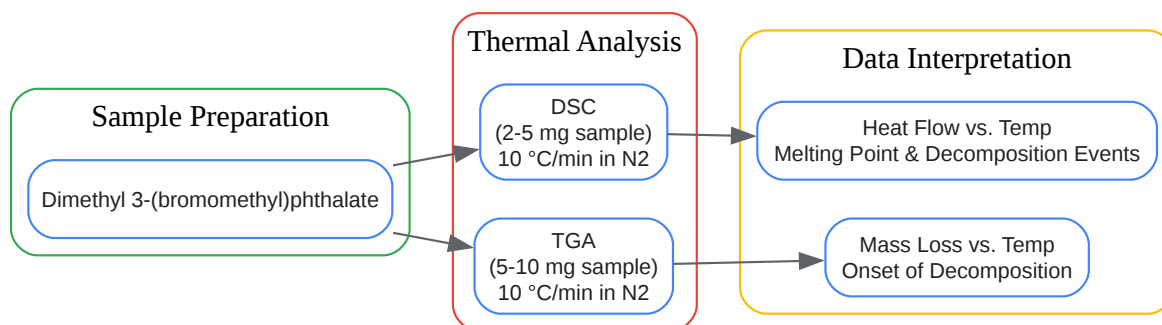 Sample Preparation
Dimethyl 3-(bromomethyl)phthalate
Thermal Analysis
DSC
(2-5 mg sample)
10 °C/min in N2
TGA
(5-10 mg sample)
10 °C/min in N2
Data Interpretation
Heat Flow vs. Temp
Melting Point & Decomposition Events
Mass Loss vs. Temp
Onset of Decomposition